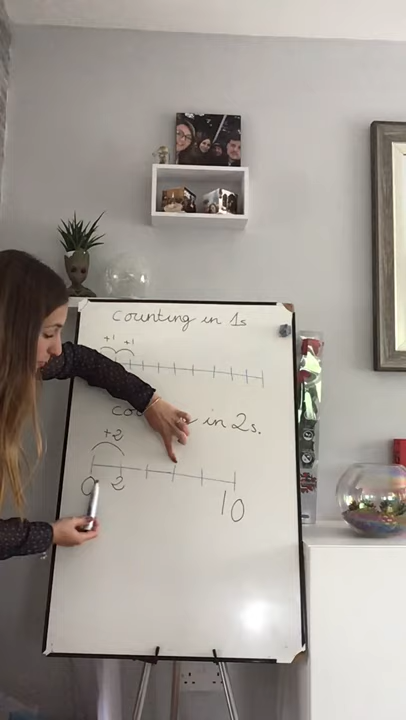 counting in 1s
+1 +1
in 2s.
+2
0 2 10